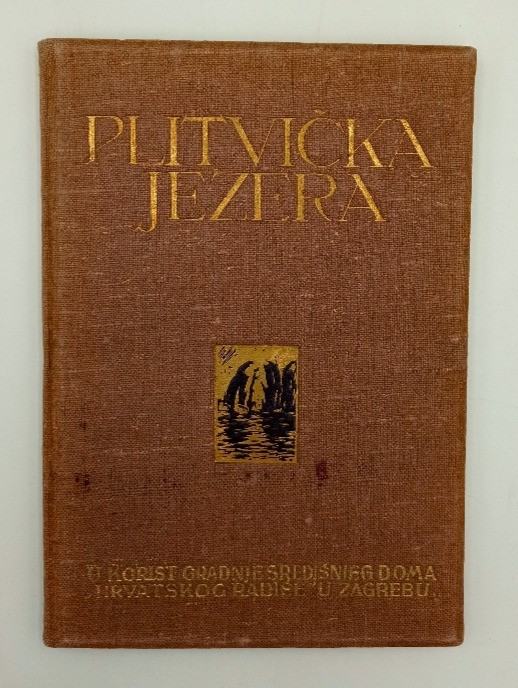 PLITVIČKA
JEZERA
U KORIST GRADNJE SREDIŠNJEG DOMA
„HRVATSKOG RADIŠE” U ZAGREBU.